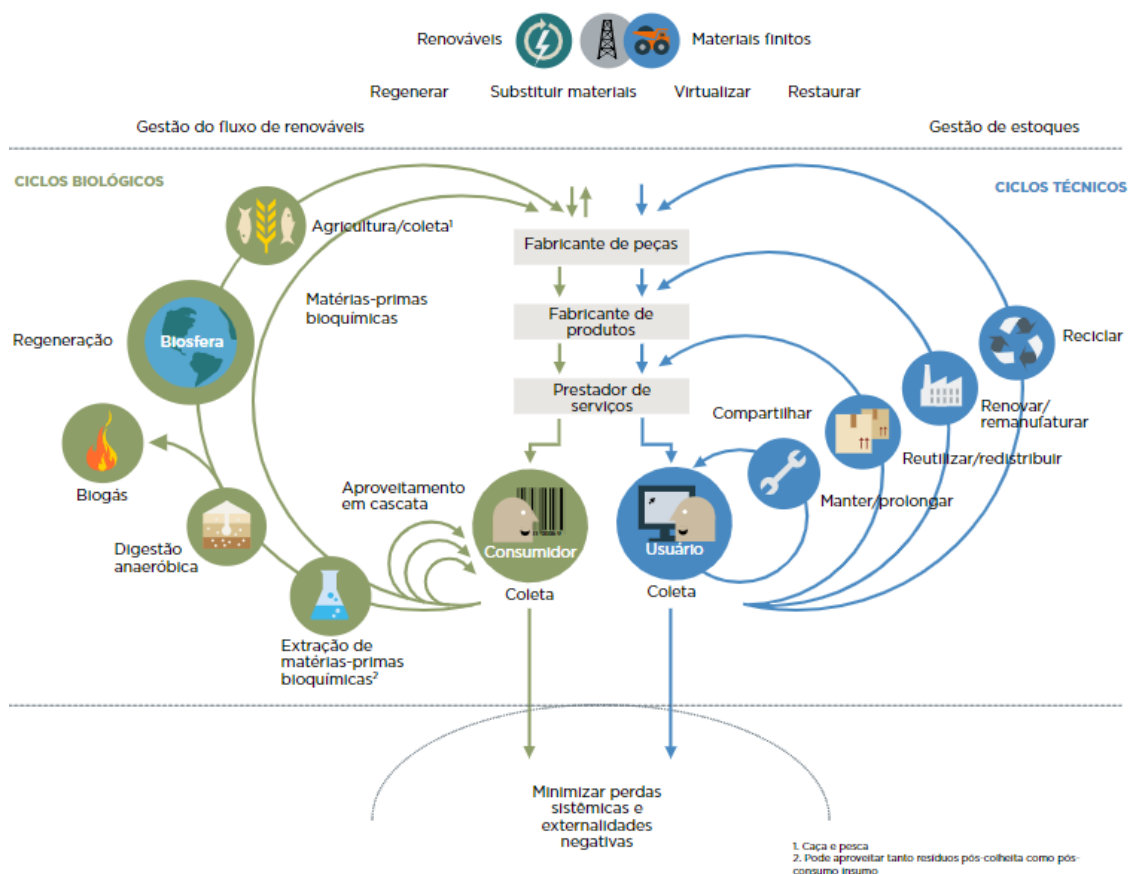 Renováveis
Materiais finitos
Regenerar
Substituir materiais
Virtualizar
Restaurar
Gestão do fluxo de renováveis
Gestão de estoques
CICLOS BIOLÓGICOS
CICLOS TÉCNICOS
Agricultura/coleta¹
Fabricante de peças
Matérias-primas
bioquímicas
Fabricante de
produtos
Regeneração
Biosfera
Reciclar
Prestador de
serviços
Compartilhar
Renovar/
remanufaturar
Reutilizar/redistribuir
Biogás
Aproveitamento
em cascata
Manter/prolongar
Consumidor
Usuário
Digestão
anaeróbica
Coleta
Coleta
Extração de
matérias-primas
bioquímicas²
Minimizar perdas
sistêmicas e
externalidades
negativas
1. Caça e pesca
2. Pode aproveitar tanto resíduos pós-colheita como pós-
consumo insumo